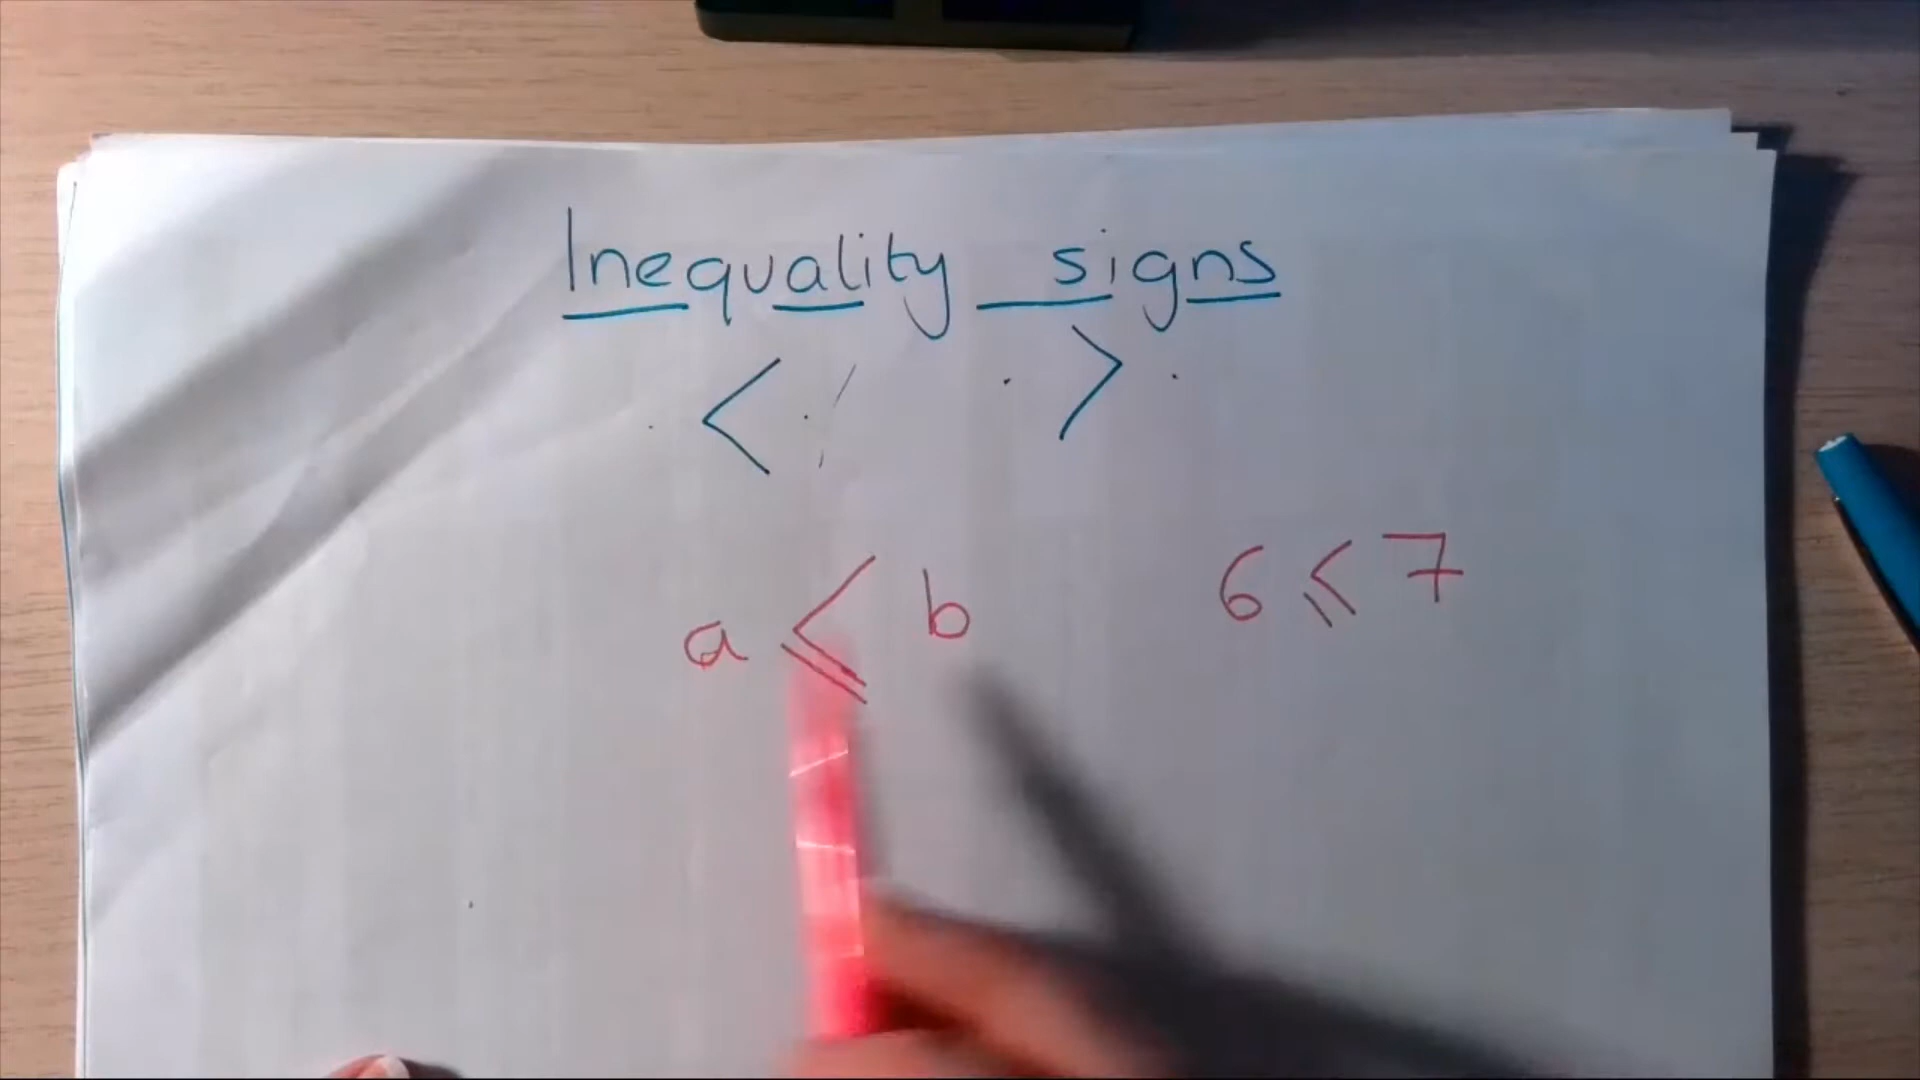 Inequality signs
< >
a ⩽ b 6 ⩽ 7